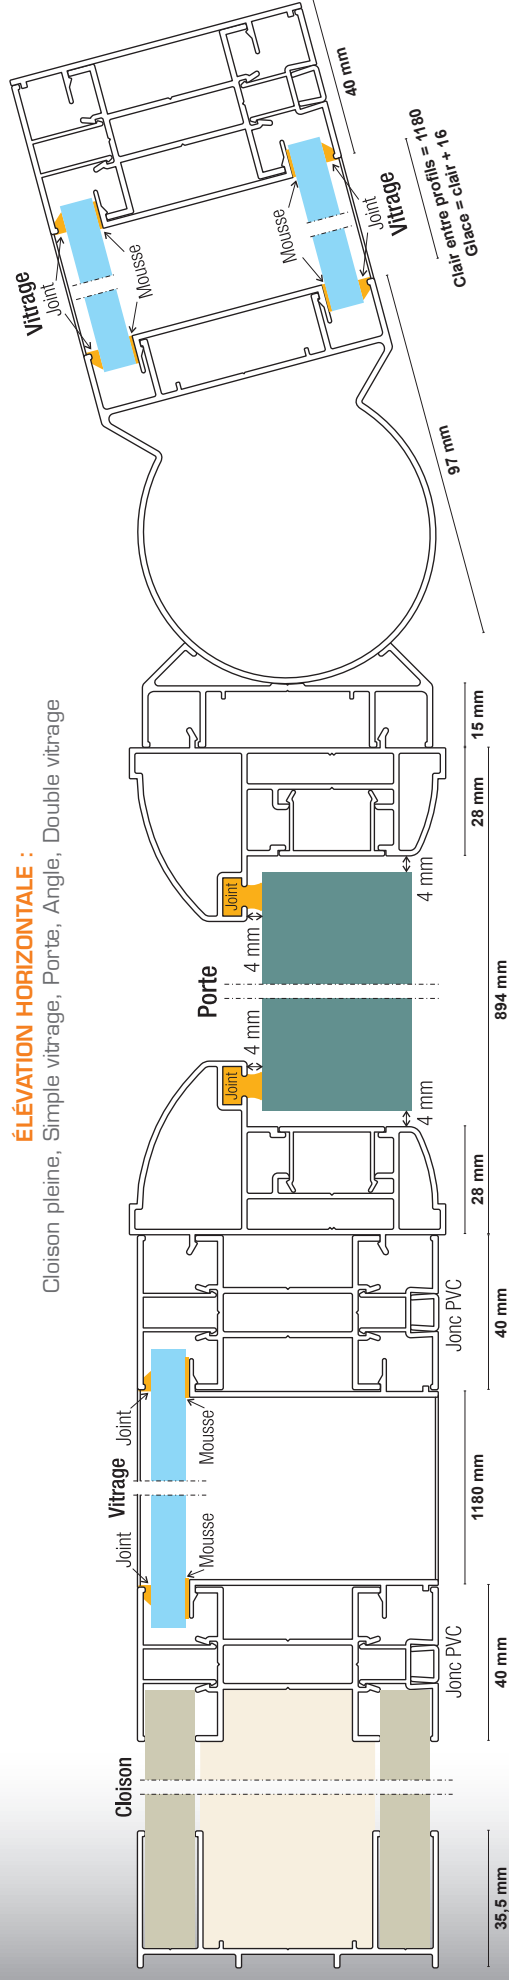 ÉLÉVATION HORIZONTALE :
Cloison pleine, Simple vitrage, Porte, Angle, Double vitrage
Cloison
Vitrage
Joint
Joint
Mousse
Mousse
Jonc PVC
Jonc PVC
Porte
Joint
Joint
4 mm
4 mm
4 mm
4 mm
Vitrage
Joint
Mousse
Mousse
Joint
Vitrage
35,5 mm
40 mm
1180 mm
40 mm
28 mm
894 mm
28 mm
15 mm
97 mm
Clair entre profils = 1180
Glace = clair + 16
40 mm